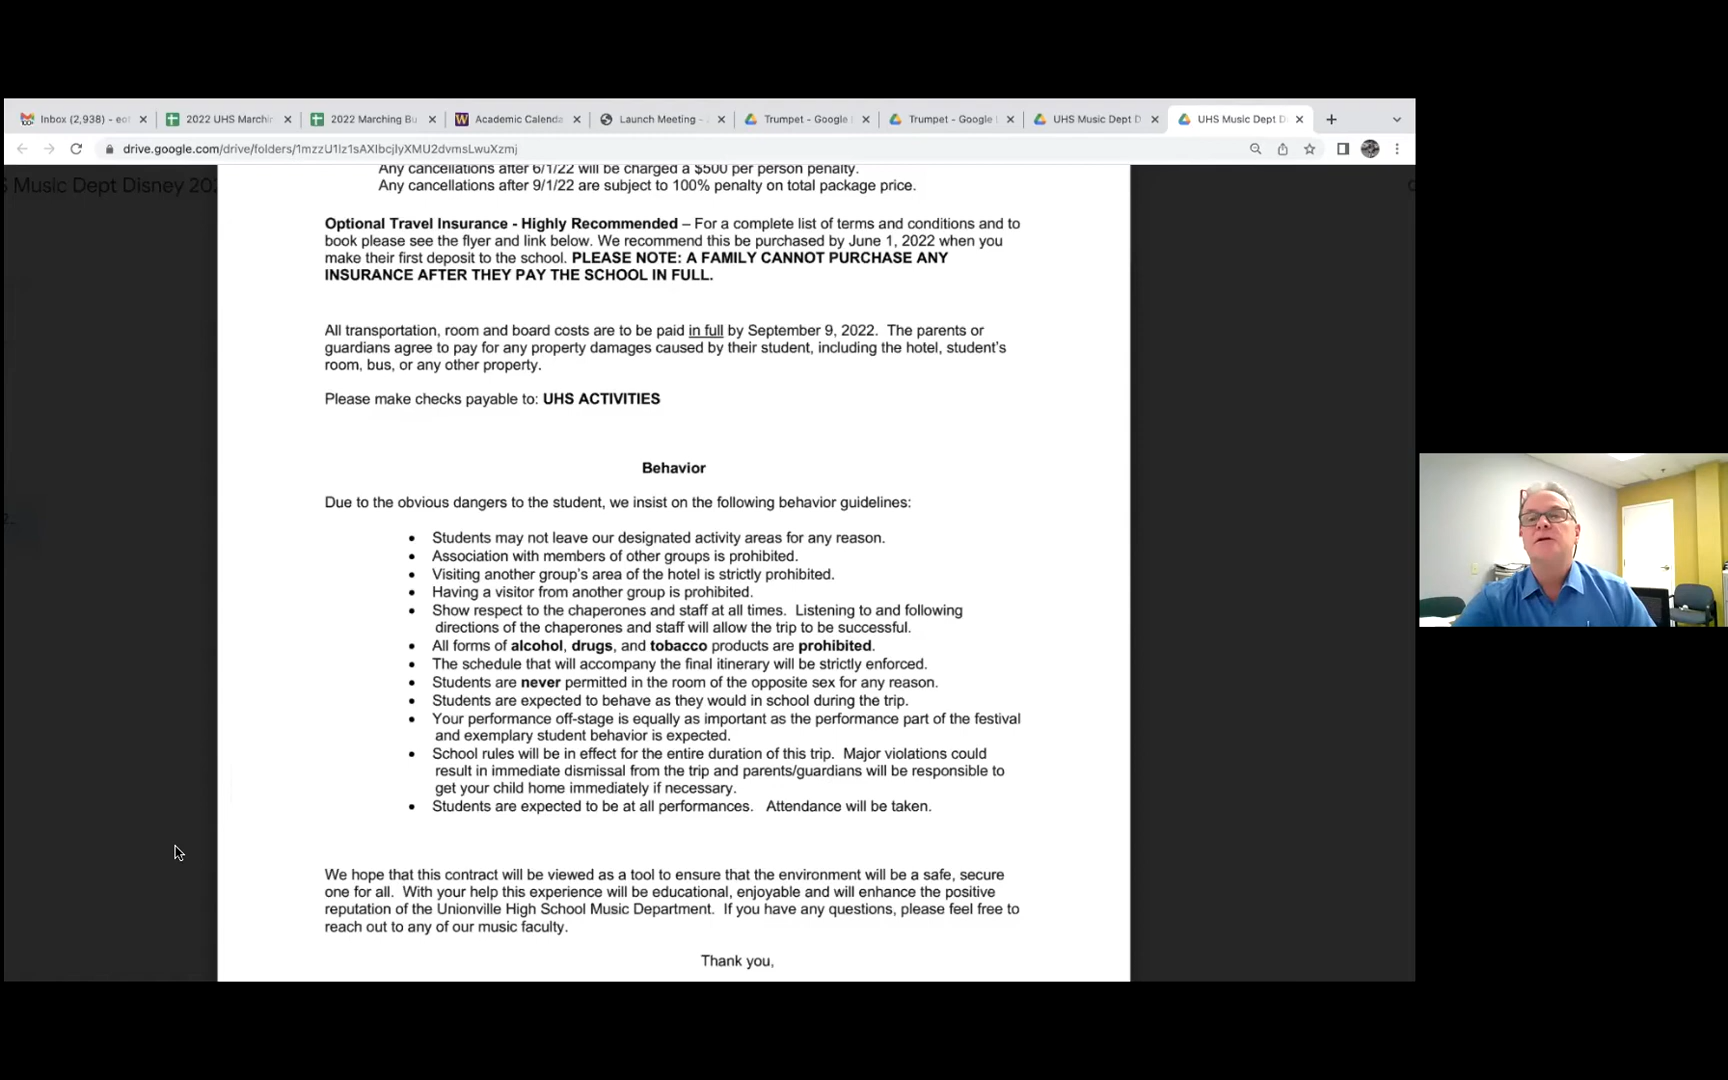 Inbox (2,938) - eo
2022 UHS Marchi
2022 Marching Bu
Academic Calenda
Launch Meeting -
Trumpet - Google
Trumpet - Google
UHS Music Dept D
UHS Music Dept D
drive.google.com/drive/folders/1mzzU1Iz1sAXIbcjlyXMU2dvmsLwuXzmj
S Music Dept Disney 202
Any cancellations after 6/1/22 will be charged a $500 per person penalty.
Any cancellations after 9/1/22 are subject to 100% penalty on total package price.
Optional Travel Insurance - Highly Recommended – For a complete list of terms and conditions and to
book please see the flyer and link below. We recommend this be purchased by June 1, 2022 when you
make their first deposit to the school. PLEASE NOTE: A FAMILY CANNOT PURCHASE ANY
INSURANCE AFTER THEY PAY THE SCHOOL IN FULL.
All transportation, room and board costs are to be paid in full by September 9, 2022. The parents or
guardians agree to pay for any property damages caused by their student, including the hotel, student's
room, bus, or any other property.
Please make checks payable to: UHS ACTIVITIES
Behavior
Due to the obvious dangers to the student, we insist on the following behavior guidelines:
• Students may not leave our designated activity areas for any reason.
• Association with members of other groups is prohibited.
• Visiting another group's area of the hotel is strictly prohibited.
• Having a visitor from another group is prohibited.
• Show respect to the chaperones and staff at all times. Listening to and following
directions of the chaperones and staff will allow the trip to be successful.
• All forms of alcohol, drugs, and tobacco products are prohibited.
• The schedule that will accompany the final itinerary will be strictly enforced.
• Students are never permitted in the room of the opposite sex for any reason.
• Students are expected to behave as they would in school during the trip.
• Your performance off-stage is equally as important as the performance part of the festival
and exemplary student behavior is expected.
• School rules will be in effect for the entire duration of this trip. Major violations could
result in immediate dismissal from the trip and parents/guardians will be responsible to
get your child home immediately if necessary.
• Students are expected to be at all performances. Attendance will be taken.
We hope that this contract will be viewed as a tool to ensure that the environment will be a safe, secure
one for all. With your help this experience will be educational, enjoyable and will enhance the positive
reputation of the Unionville High School Music Department. If you have any questions, please feel free to
reach out to any of our music faculty.
Thank you,